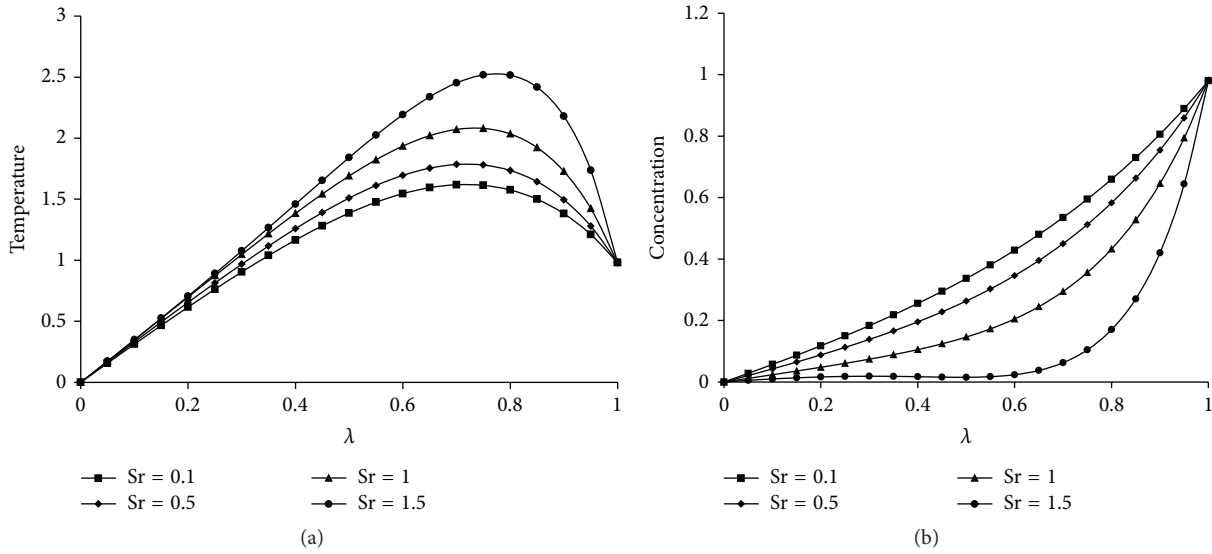 3
2.5
2
1.5
1
0.5
0
Temperature
0 0.2 0.4 0.6 0.8 1
λ
Sr = 0.1 Sr = 1
Sr = 0.5 Sr = 1.5
(a)
1.2
1
0.8
0.6
0.4
0.2
0
Concentration
0 0.2 0.4 0.6 0.8 1
λ
Sr = 0.1 Sr = 1
Sr = 0.5 Sr = 1.5
(b)